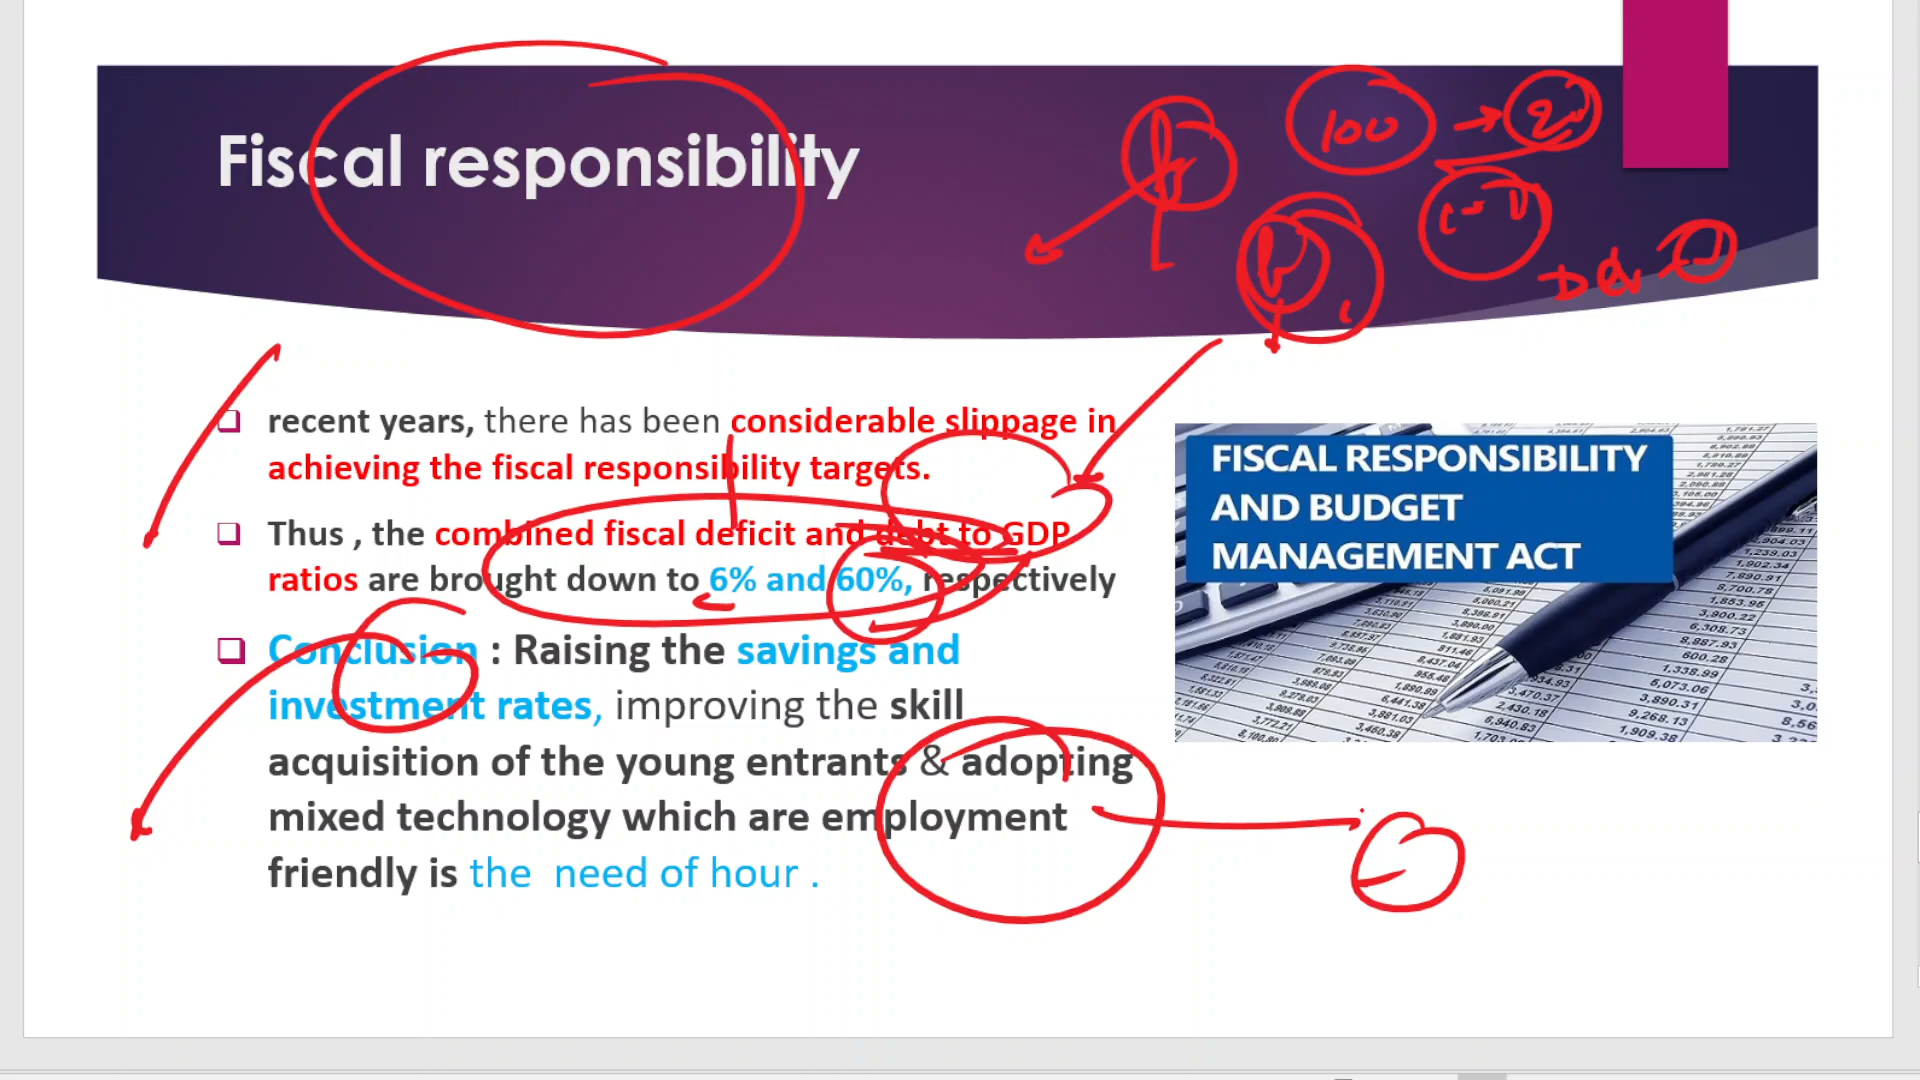 Fiscal responsibility
100
recent years, there has been considerable slippage in
achieving the fiscal responsibility targets.
Thus , the combined fiscal deficit and debt to GDP
ratios are brought down to 6% and 60%, respectively
Conclusion : Raising the savings and
investment rates, improving the skill
acquisition of the young entrants & adopting
mixed technology which are employment
friendly is the need of hour .
FISCAL RESPONSIBILITY
AND BUDGET
MANAGEMENT ACT